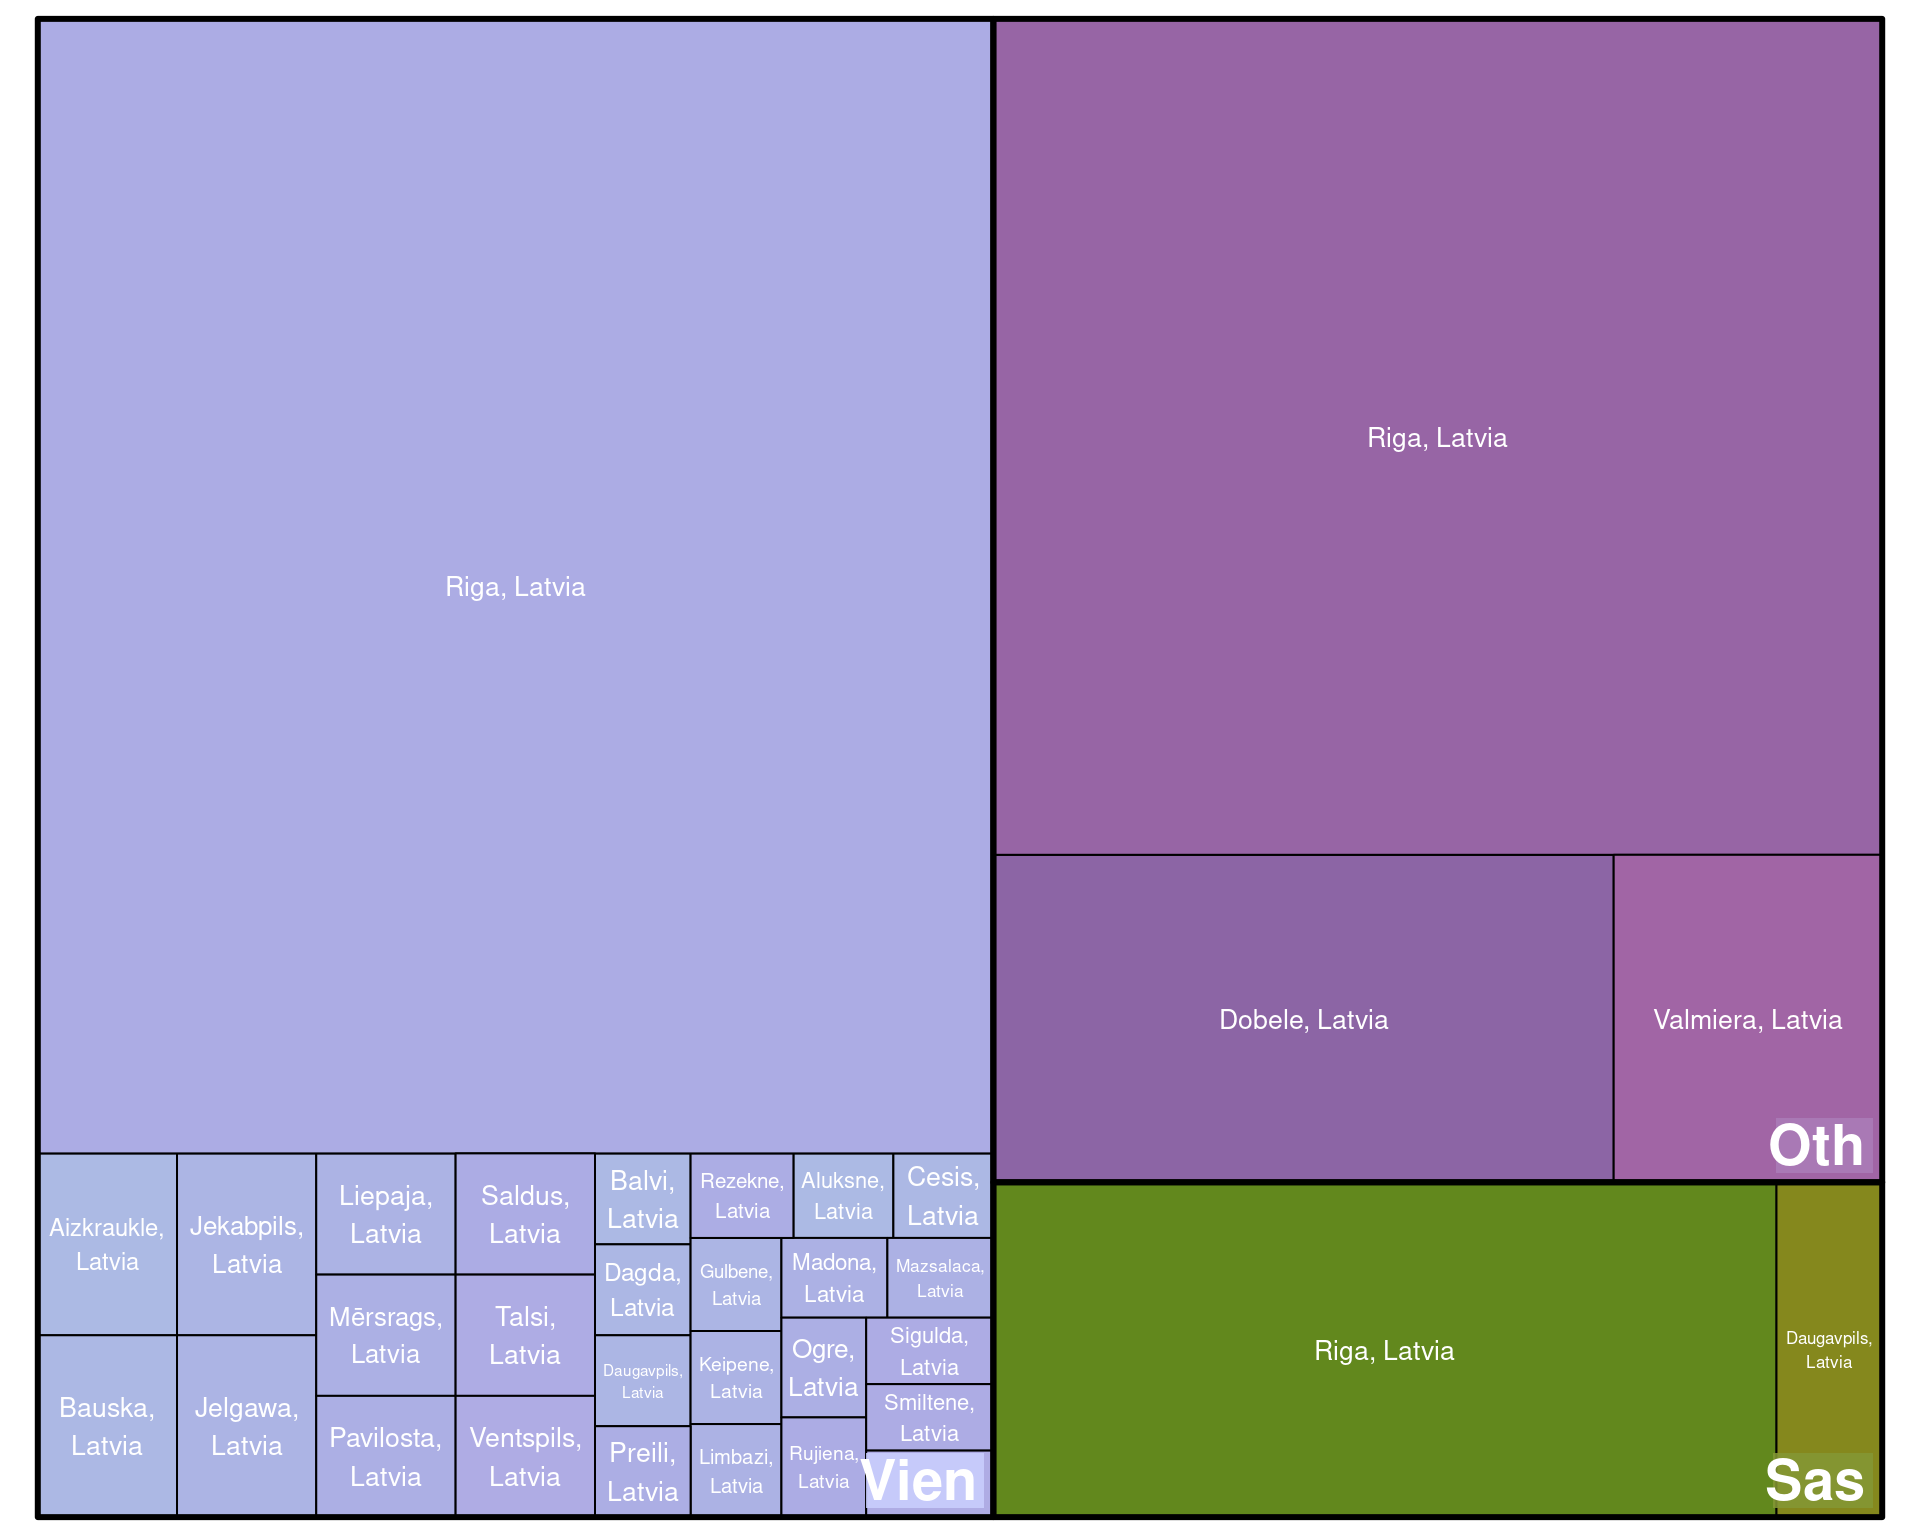 Riga, Latvia
Aizkraukle,
Latvia
Bauska,
Latvia
Jekabpils,
Latvia
Jelgawa,
Latvia
Liepaja,
Latvia
Mērsrags,
Latvia
Pavilosta,
Latvia
Saldus,
Latvia
Talsi,
Latvia
Ventspils,
Latvia
Balvi,
Latvia
Dagda,
Latvia
Daugavpils,
Latvia
Preili,
Latvia
Rezekne,
Latvia
Aluksne,
Latvia
Cesis,
Latvia
Gulbene,
Latvia
Keipene,
Latvia
Limbazi,
Latvia
Madona,
Latvia
Mazsalaca,
Latvia
Ogre,
Latvia
Rujiena,
Latvia
Sigulda,
Latvia
Smiltene,
Latvia
Vien
Riga, Latvia
Dobele, Latvia
Valmiera, Latvia
Oth
Riga, Latvia
Daugavpils,
Latvia
Sas